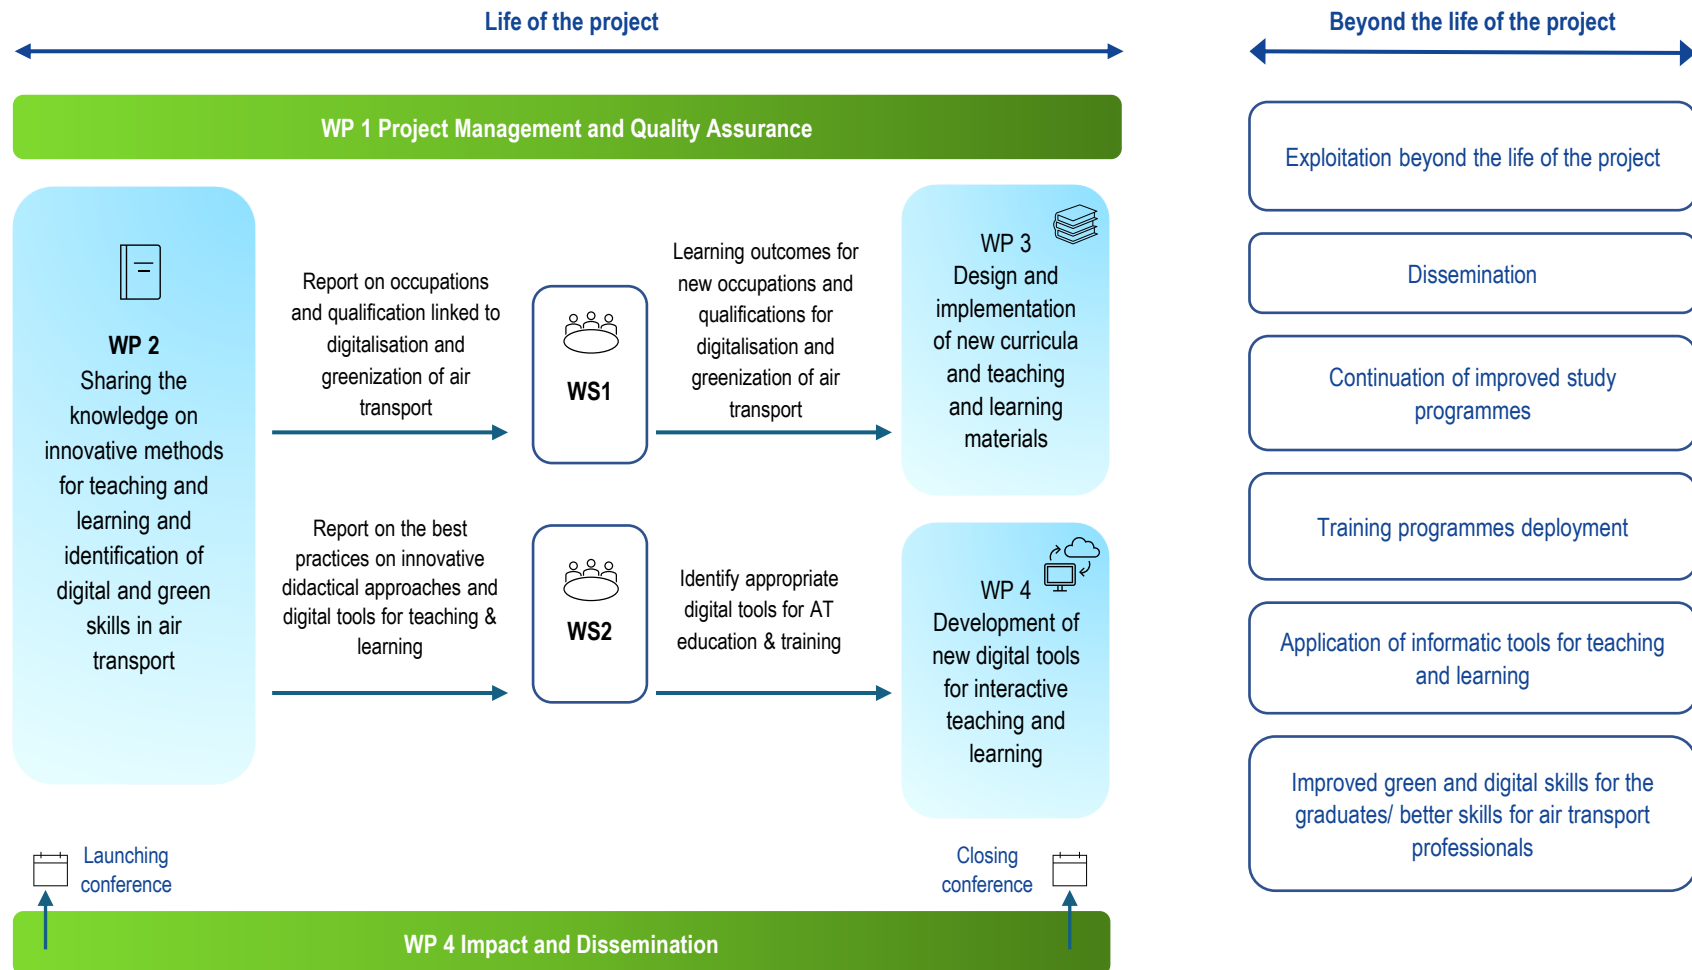 Life of the project
Beyond the life of the project
WP 1 Project Management and Quality Assurance
WP 2
Sharing the
knowledge on
innovative methods
for teaching and
learning and
identification of
digital and green
skills in air
transport
Report on occupations
and qualification linked to
digitalisation and
greenization of air
transport
WS1
Learning outcomes for
new occupations and
qualifications for
digitalisation and
greenization of air
transport
WP 3
Design and
implementation
of new curricula
and teaching
and learning
materials
Report on the best
practices on innovative
didactical approaches and
digital tools for teaching &
learning
WS2
Identify appropriate
digital tools for AT
education & training
WP 4
Development of
new digital tools
for interactive
teaching and
learning
Launching
conference
Closing
conference
WP 4 Impact and Dissemination
Exploitation beyond the life of the project
Dissemination
Continuation of improved study
programmes
Training programmes deployment
Application of informatic tools for teaching
and learning
Improved green and digital skills for the
graduates/ better skills for air transport
professionals